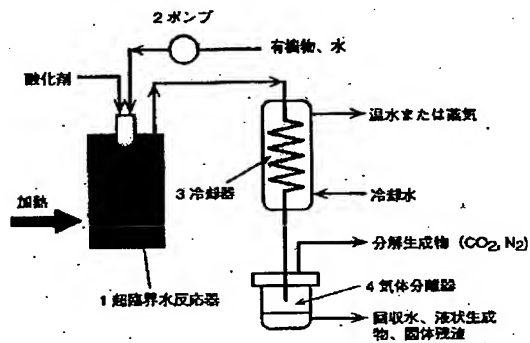 2 ポンプ
有機物、水
酸化剤
温水または蒸気
3 冷却器
冷却水
加熱
分解生成物 (CO₂, N₂)
1 超臨界水反応器
4 気体分離器
回収水、液状生成
物、固体残渣